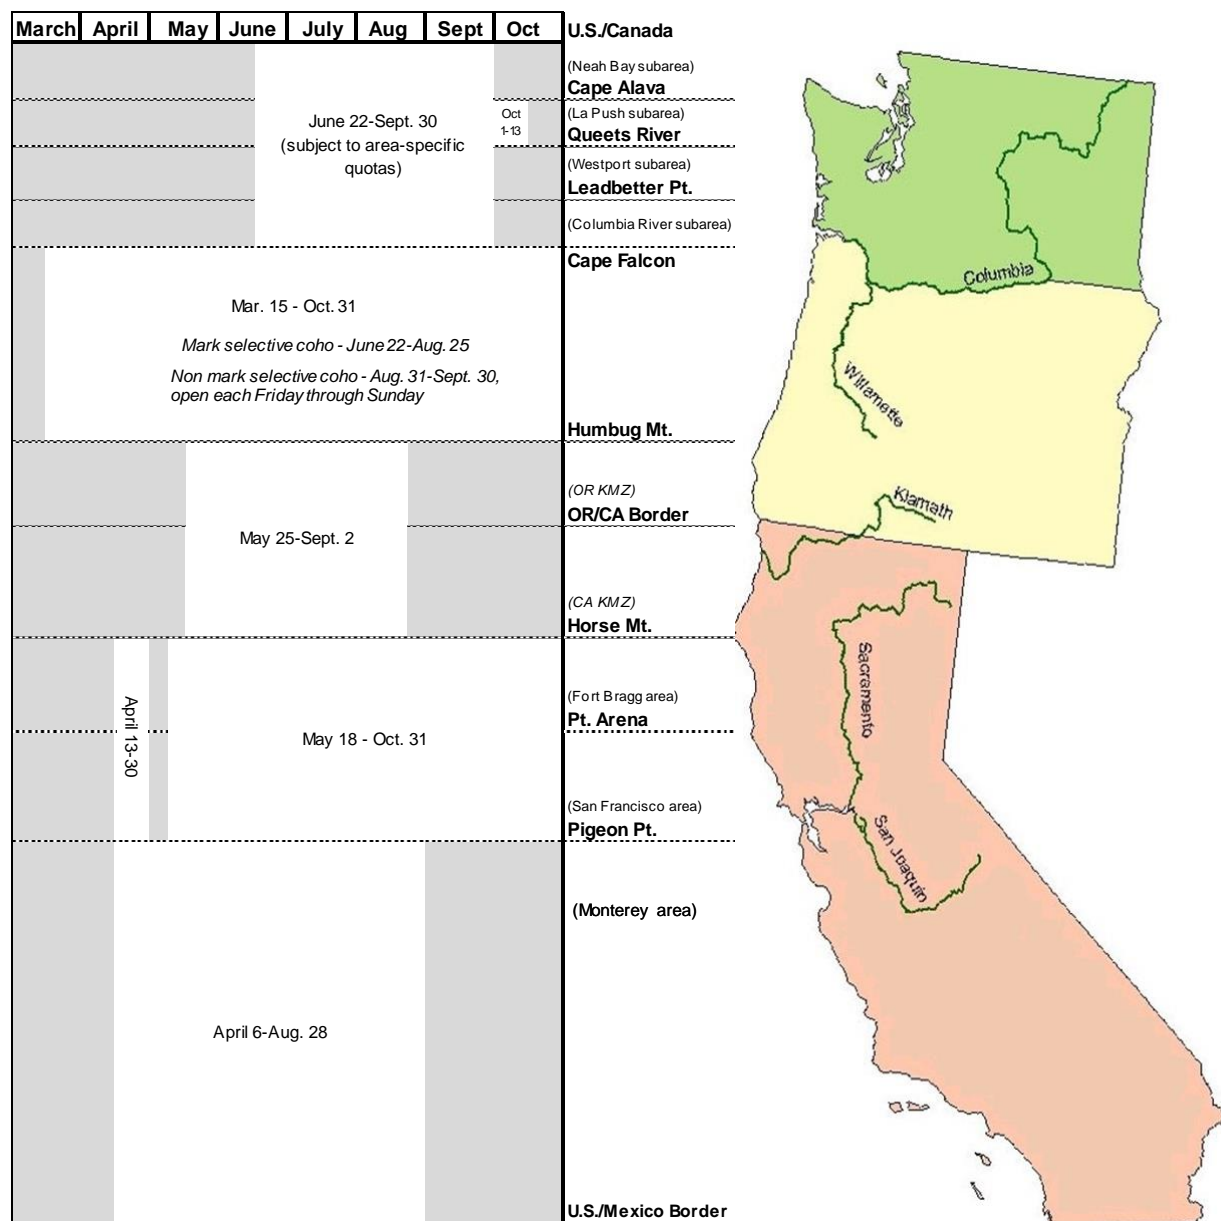 March April May June July Aug Sept Oct
U.S./Canada
(Neah Bay subarea)
Cape Alava
June 22-Sept. 30
(subject to area-specific
quotas)
Oct
1-13
(La Push subarea)
Queets River
(Westport subarea)
Leadbetter Pt.
(Columbia River subarea)
Cape Falcon
Mar. 15 - Oct. 31
Mark selective coho - June 22-Aug. 25
Non mark selective coho - Aug. 31-Sept. 30,
open each Friday through Sunday
Humbug Mt.
(OR KMZ)
OR/CA Border
May 25-Sept. 2
(CA KMZ)
Horse Mt.
April 13-30
(Fort Bragg area)
Pt. Arena
May 18 - Oct. 31
(San Francisco area)
Pigeon Pt.
(Monterey area)
April 6-Aug. 28
U.S./Mexico Border
Columbia
Willamette
Klamath
Sacramento
San Joaquin